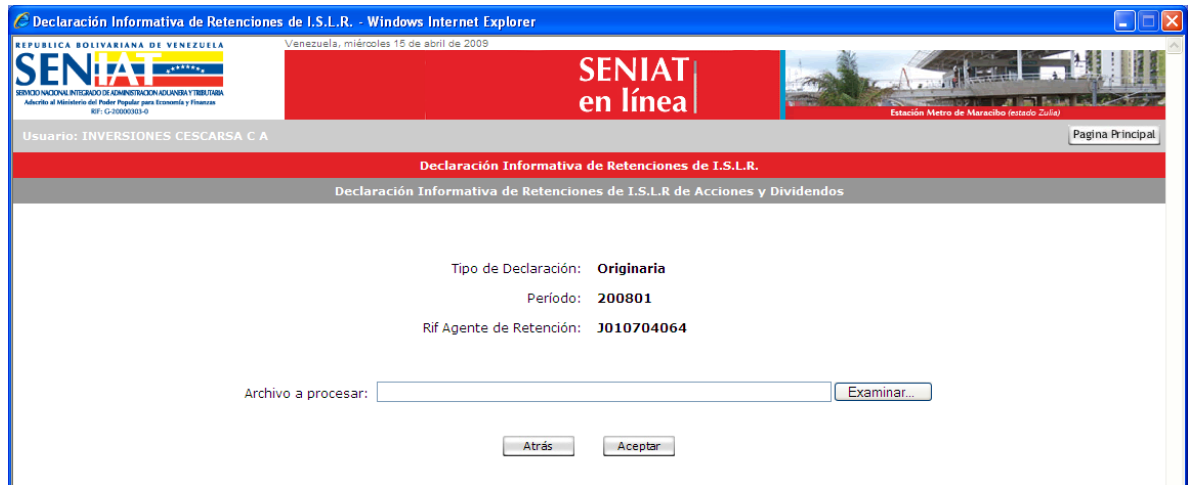 Declaración Informativa de Retenciones de I.S.L.R. - Windows Internet Explorer
REPUBLICA BOLIVARIANA DE VENEZUELA
Venezuela, miércoles 15 de abril de 2009
SENIAT
SERVICIO NACIONAL INTEGRADO DE ADMINISTRACION ADUANERA Y TRIBUTARIA
Adscrito al Ministerio del Poder Popular para Economía y Finanzas
RIF: G-20000303-0
SENIAT
en línea
Estación Metro de Maracibo (estado Zulia)
Usuario: INVERSIONES CESCARSA C A
Pagina Principal
Declaración Informativa de Retenciones de I.S.L.R.
Declaración Informativa de Retenciones de I.S.L.R de Acciones y Dividendos
Tipo de Declaración: Originaria
Período: 200801
Rif Agente de Retención: J010704064
Archivo a procesar: Examinar...
Atrás Aceptar